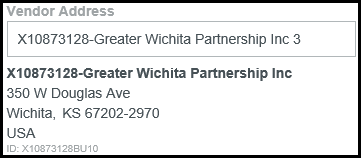 Vendor Address
X10873128-Greater Wichita Partnership Inc 3
X10873128-Greater Wichita Partnership Inc
350 W Douglas Ave
Wichita, KS 67202-2970
USA
ID: X10873128BU10